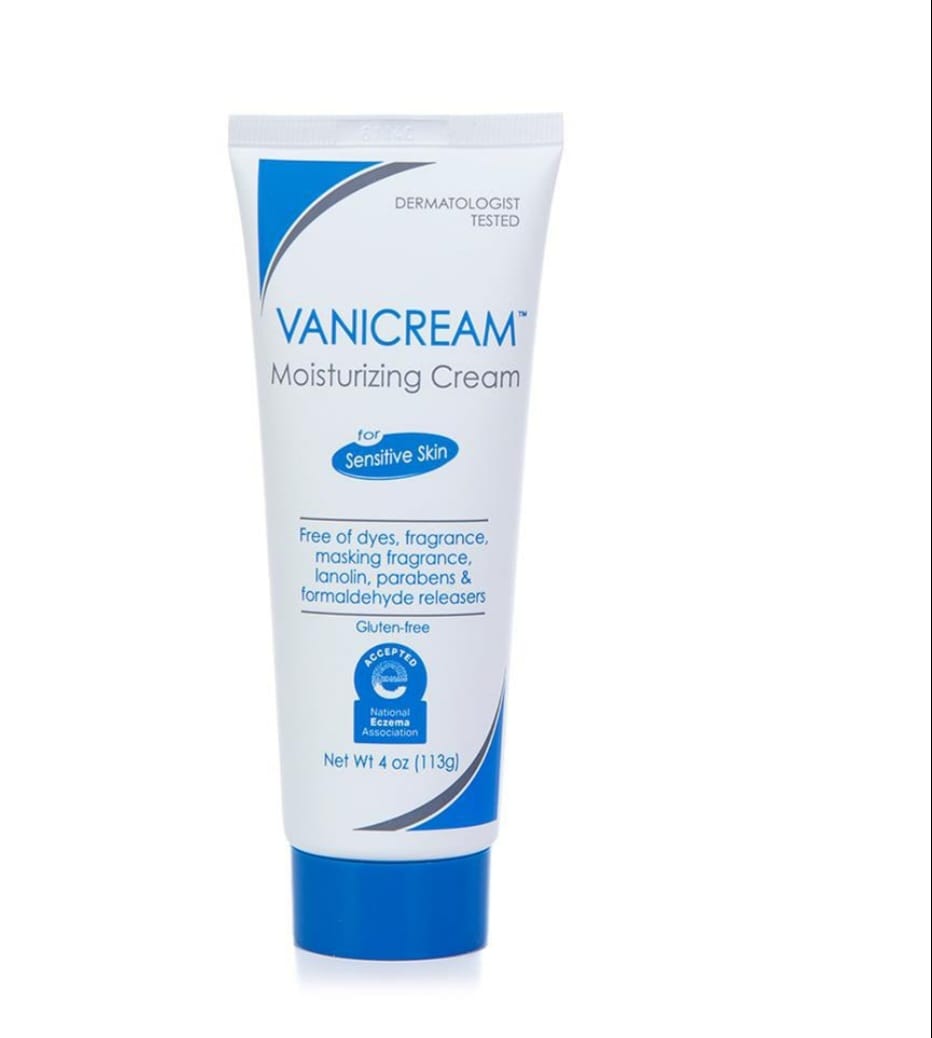 DERMATOLOGIST
TESTED
VANICREAM™
Moisturizing Cream
for
Sensitive Skin
Free of dyes, fragrance,
masking fragrance,
lanolin, parabens &
formaldehyde releasers
Gluten-free
ACCEPTED
National
Eczema
Association
Net Wt 4 oz (113g)